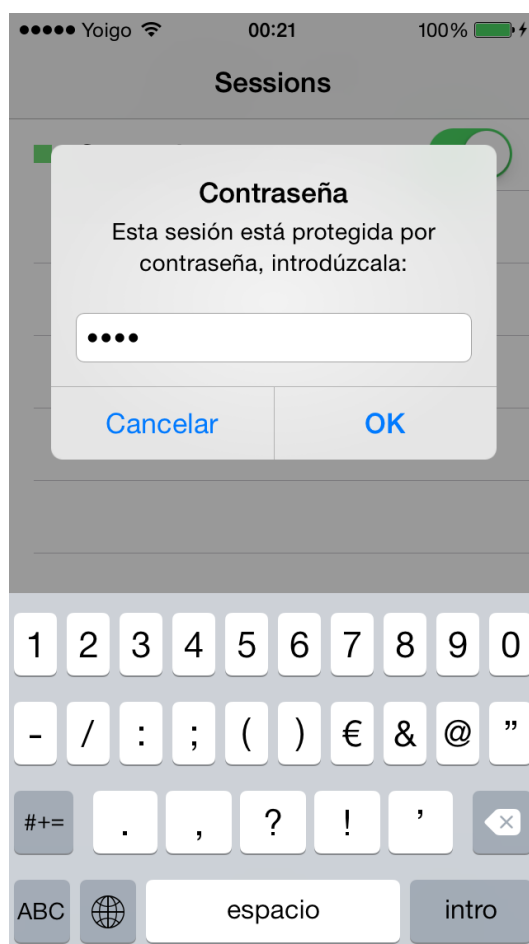 Yoigo 00:21 100%
Sessions
Contraseña
Esta sesión está protegida por
contraseña, introdúzcala:
••••
Cancelar OK
1 2 3 4 5 6 7 8 9 0
- / : ; ( ) € & @ ”
#+= . , ? ! ’
ABC espacio intro